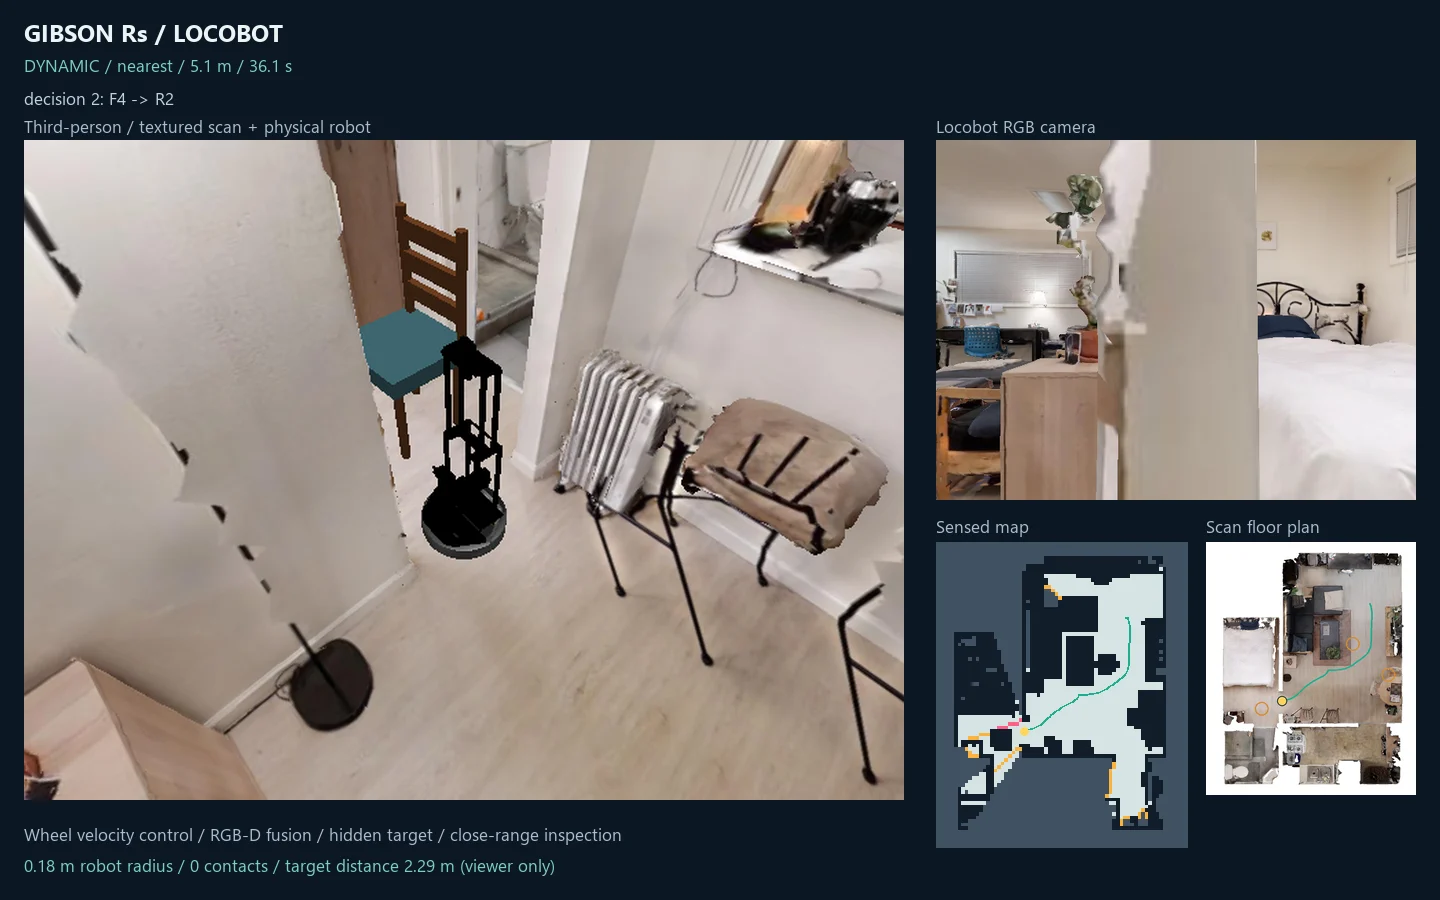 GIBSON Rs / LOCOBOT
DYNAMIC / nearest / 5.1 m / 36.1 s
decision 2: F4 -> R2
Third-person / textured scan + physical robot
Locobot RGB camera
Sensed map
Scan floor plan
Wheel velocity control / RGB-D fusion / hidden target / close-range inspection
0.18 m robot radius / 0 contacts / target distance 2.29 m (viewer only)